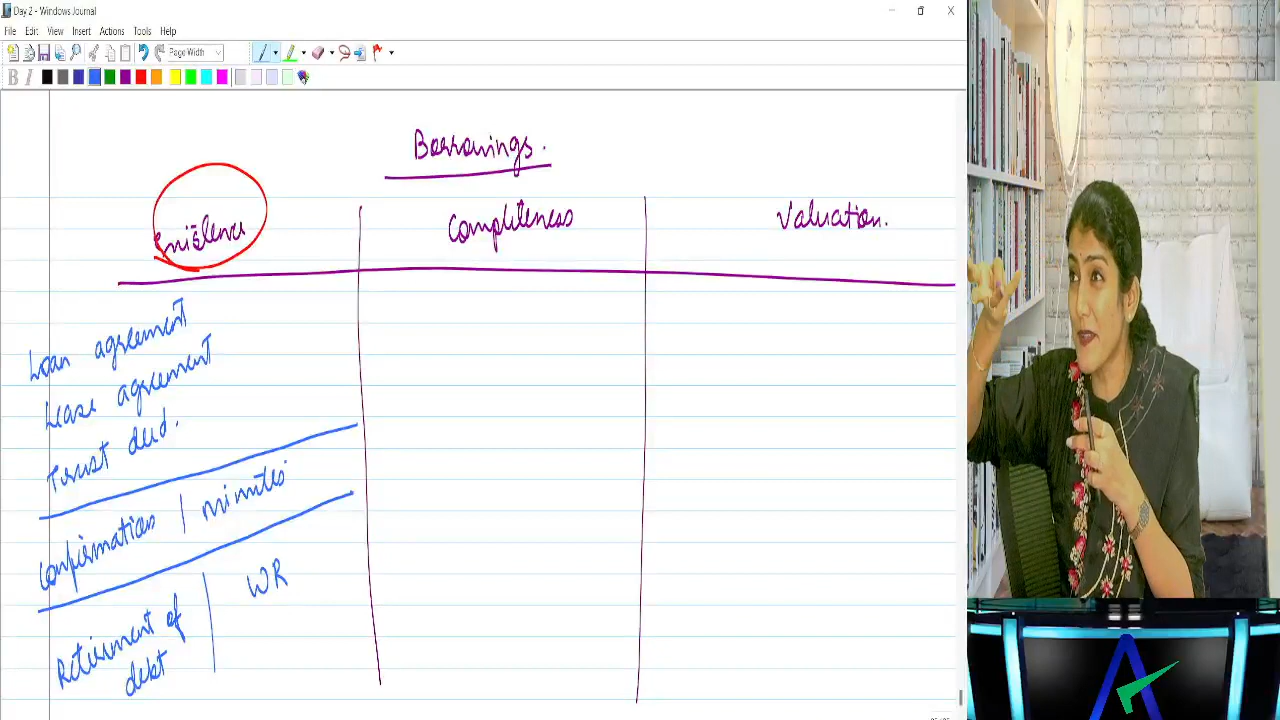 Day 2 - Windows Journal
File Edit View Insert Actions Tools Help
Page Width
B I
Borrowings.
Existence Completeness Valuation.
Loan agreement
Lease agreement
Trust deed.
Confirmation | minutes
Retirement of debt | WR